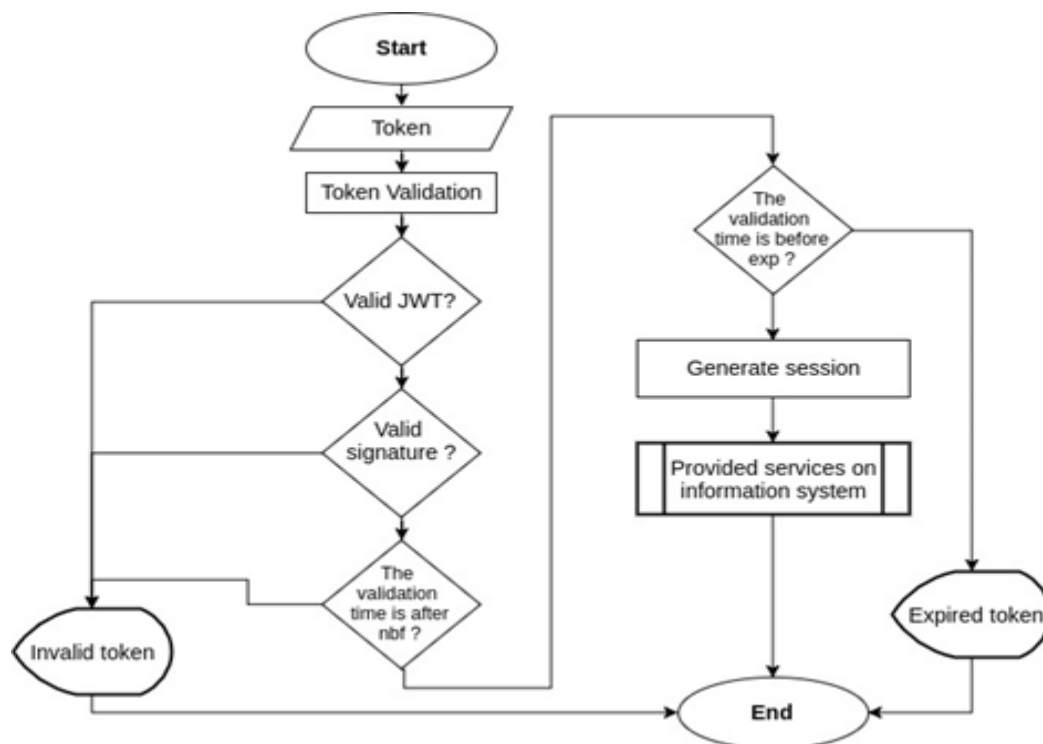 Start
Token
Token Validation
Valid JWT?
Valid
signature ?
The
validation
time is after
nbf ?
Invalid token
The
validation
time is before
exp ?
Generate session
Provided services on
information system
Expired token
End